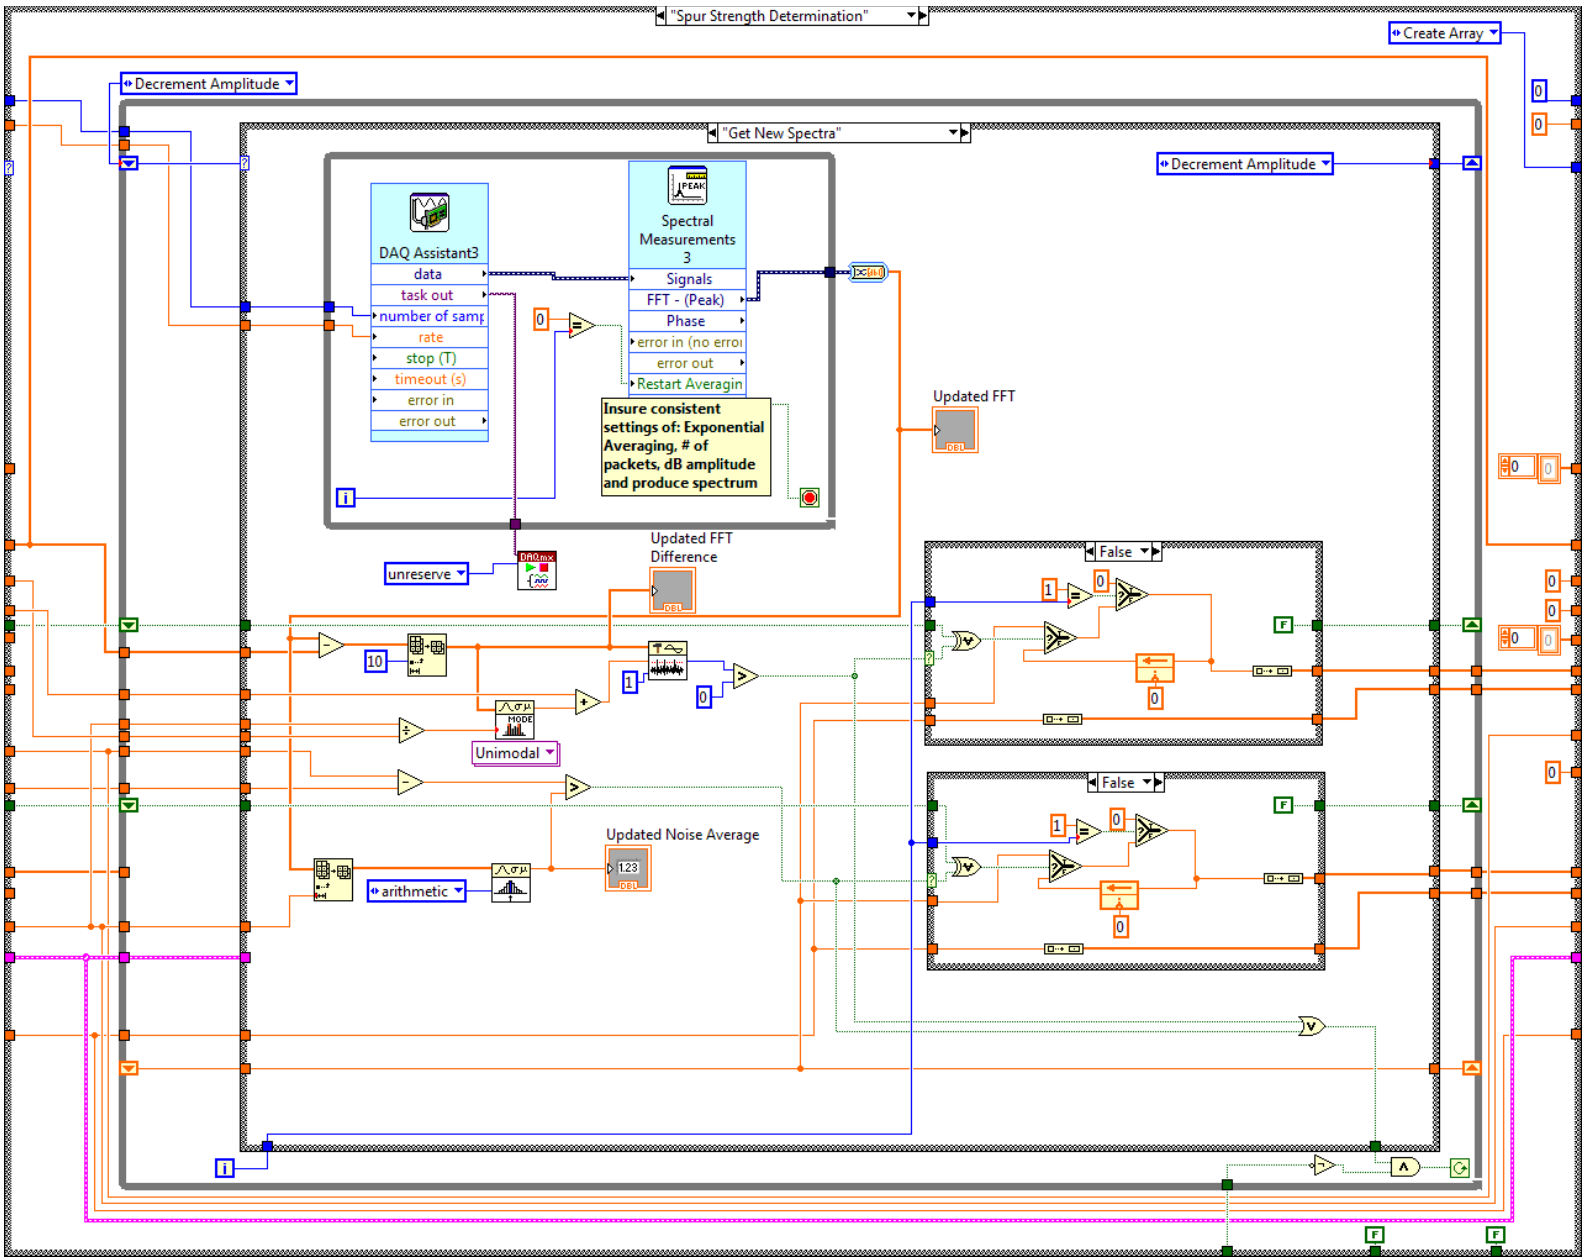 "Spur Strength Determination"
Create Array
Decrement Amplitude
0
0
"Get New Spectra"
Decrement Amplitude
?
?
PEAK
Spectral
Measurements
3
DAQ Assistant3
data
task out
number of samp
rate
stop (T)
timeout (s)
error in
error out
Signals
FFT - (Peak)
Phase
error in (no erroi
error out
Restart Averagin
0
=
Insure consistent
settings of: Exponential
Averaging, # of
packets, dB amplitude
and produce spectrum
i
Updated FFT
DBL
0
0
Updated FFT
Difference
DBL
DAQmx
unreserve
False
1
=
0
?
T
F
F
0
0
0
0
10
1
0
>
-
+
÷
MODE
Unimodal
0
-
>
False
1
=
0
F
0
Updated Noise Average
1.23
DBL
arithmetic
0
V
i
F
F